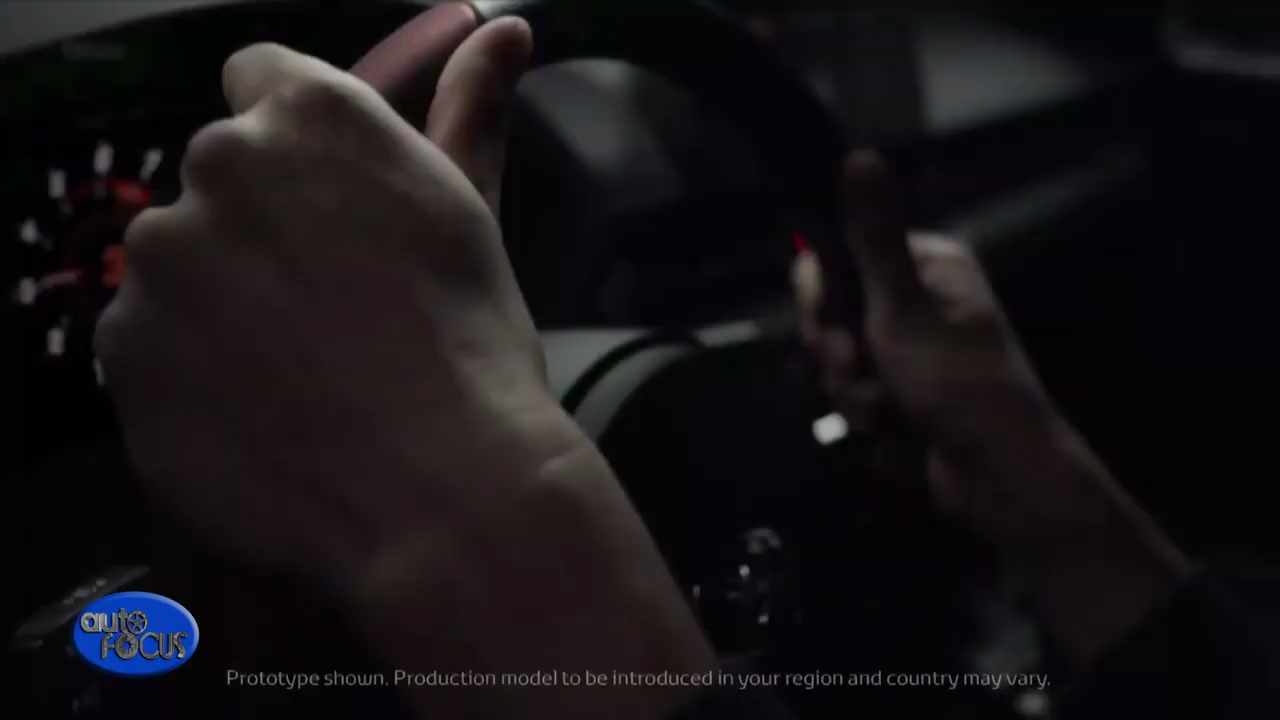 auto
FOCUS
Prototype shown. Production model to be introduced in your region and country may vary.